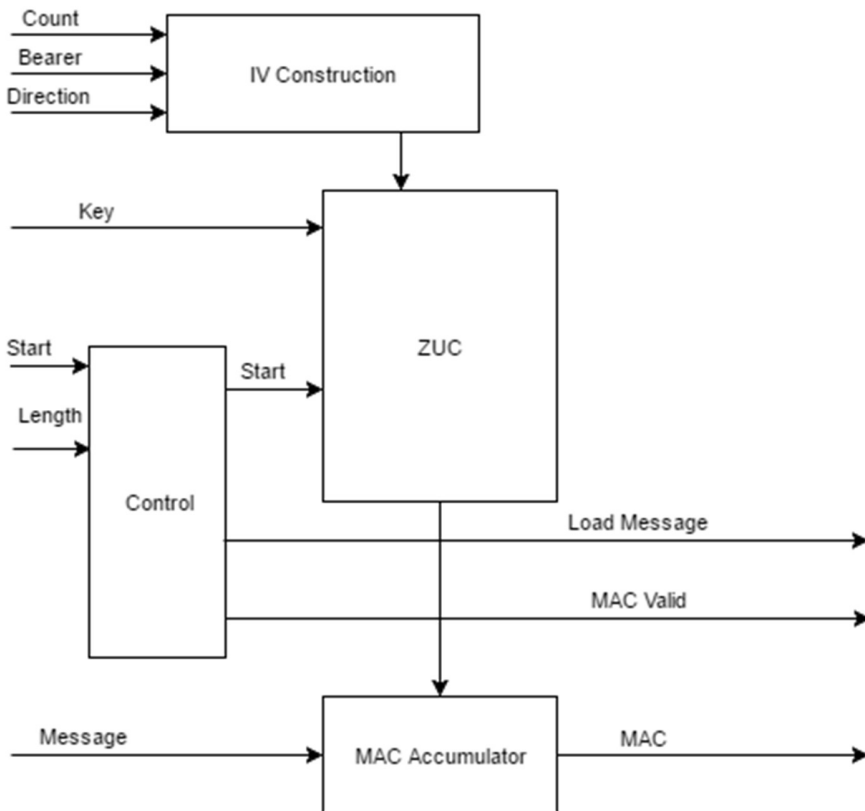 Count
Bearer
IV Construction
Direction
Key
Start
ZUC
Start
Length
Control
Load Message
MAC Valid
Message
MAC Accumulator
MAC